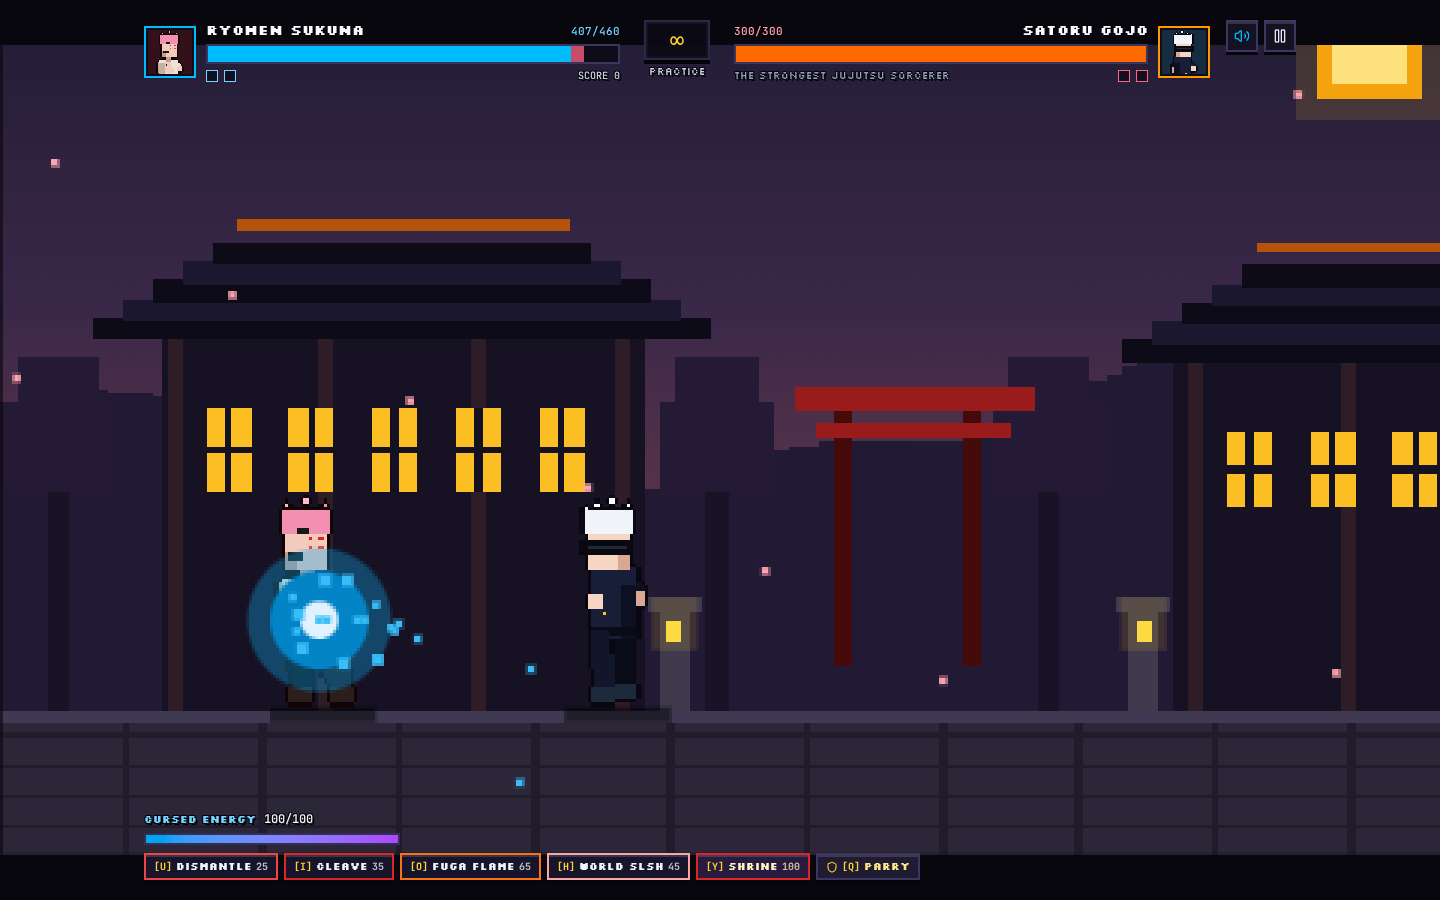 RYOMEN SUKUNA 407/460
SCORE 0
∞
PRACTICE
300/300 SATORU GOJO
THE STRONGEST JUJUTSU SORCERER
CURSED ENERGY 100/100
[U] DISMANTLE 25
[I] CLEAVE 35
[O] FUGA FLAME 65
[H] WORLD SLSH 45
[Y] SHRINE 100
[Q] PARRY